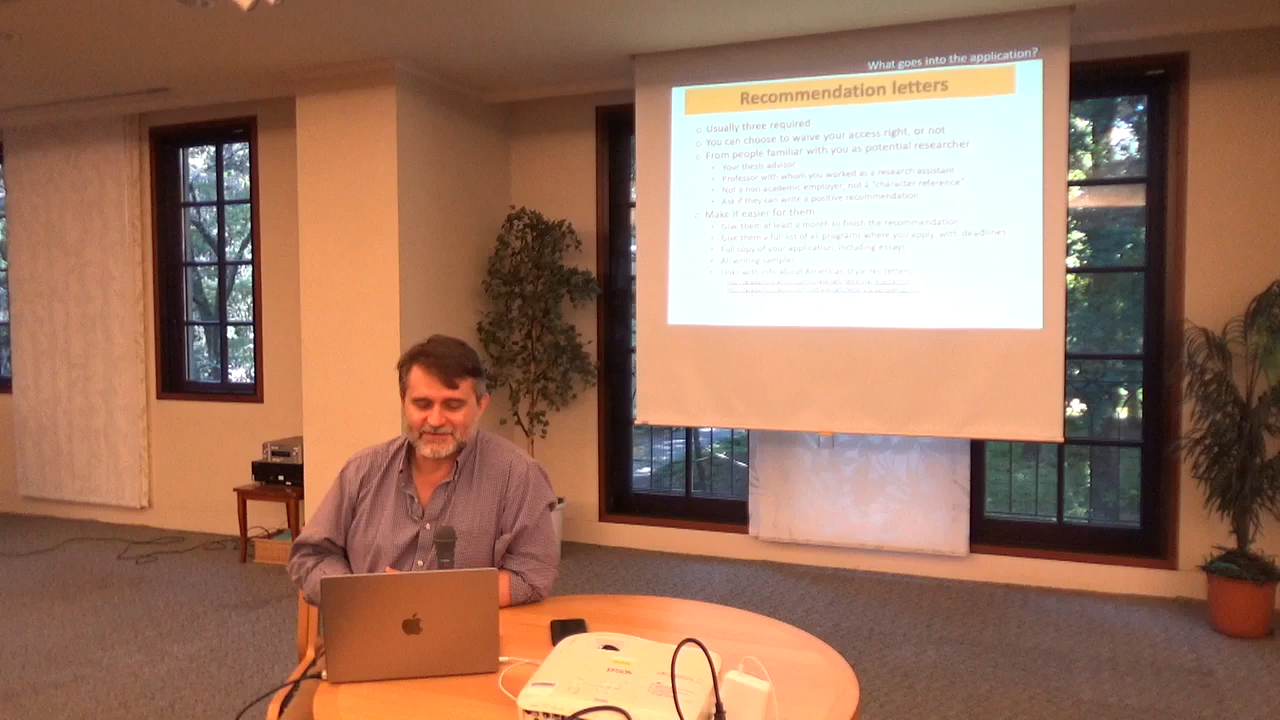 What goes into the application?
Recommendation letters
Usually three required
You can choose to waive your access right, or not
From people familiar with you as potential researcher
Your thesis advisor
Professor with whom you worked as a research assistant
Not a non academic employer, not a "character reference"
Ask if they can write a positive recommendation
Make it easier for them
Give them at least a month to finish the recommendation
Give them a full list of all programs where you apply, with deadlines
Full copy of your application, including essays
All writing samples
Links with info about American style rec letters
EPSON